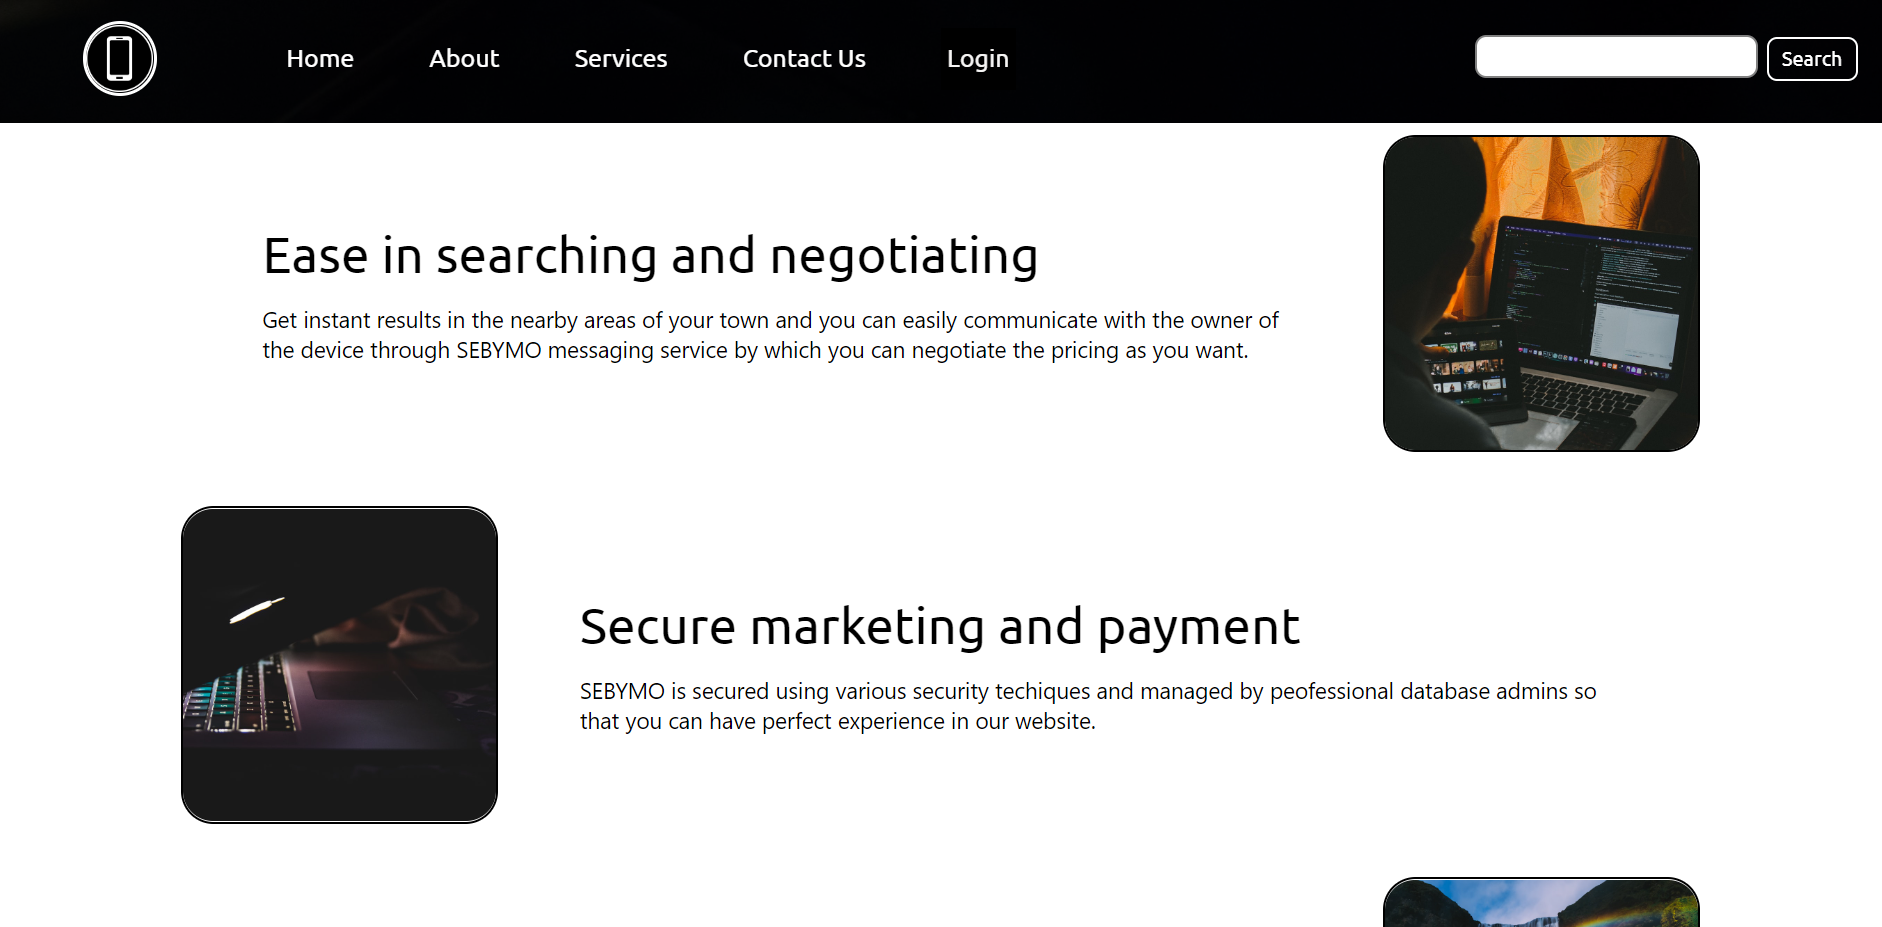 Home About Services Contact Us Login Search
Ease in searching and negotiating
Get instant results in the nearby areas of your town and you can easily communicate with the owner of
the device through SEBYMO messaging service by which you can negotiate the pricing as you want.
Secure marketing and payment
SEBYMO is secured using various security techiques and managed by peofessional database admins so
that you can have perfect experience in our website.